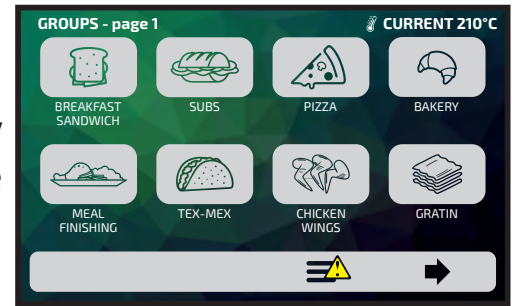 GROUPS - page 1
CURRENT 210°C
BREAKFAST
SANDWICH
SUBS
PIZZA
BAKERY
MEAL
FINISHING
TEX-MEX
CHICKEN
WINGS
GRATIN